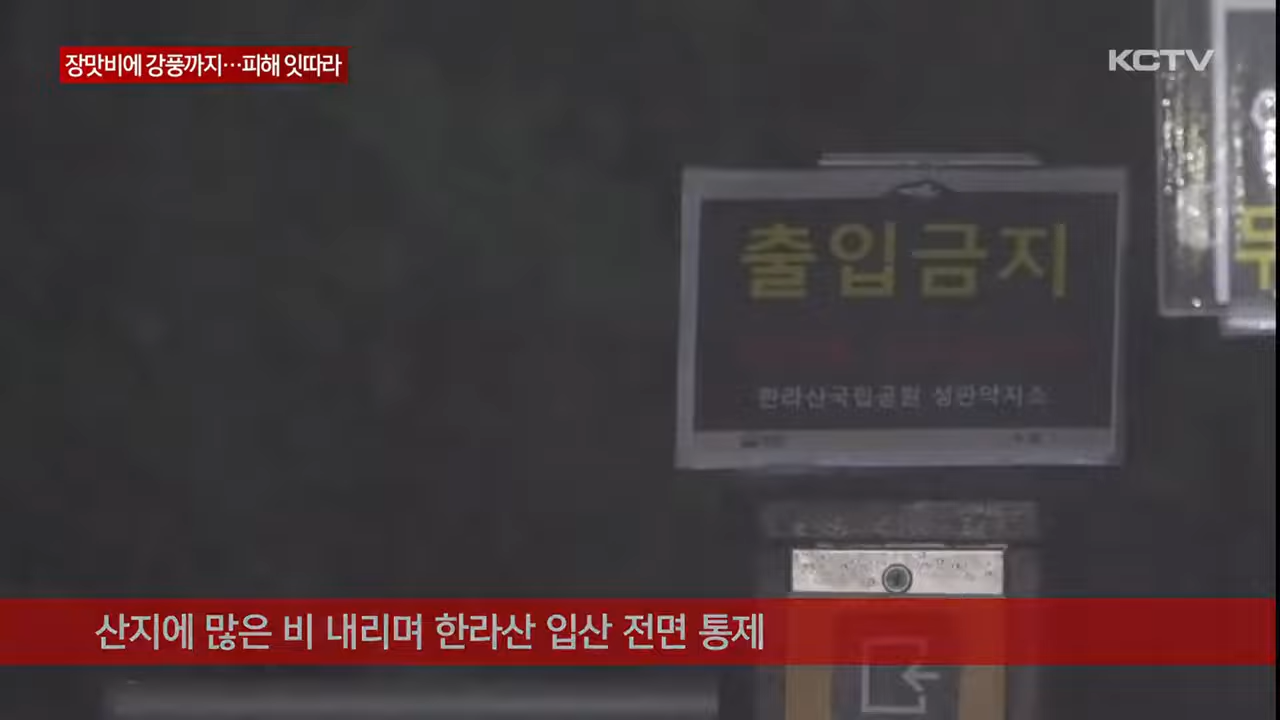 장맛비에 강풍까지…피해 잇따라
KCTV
출입금지
한라산국립공원 성판악지소
산지에 많은 비 내리며 한라산 입산 전면 통제